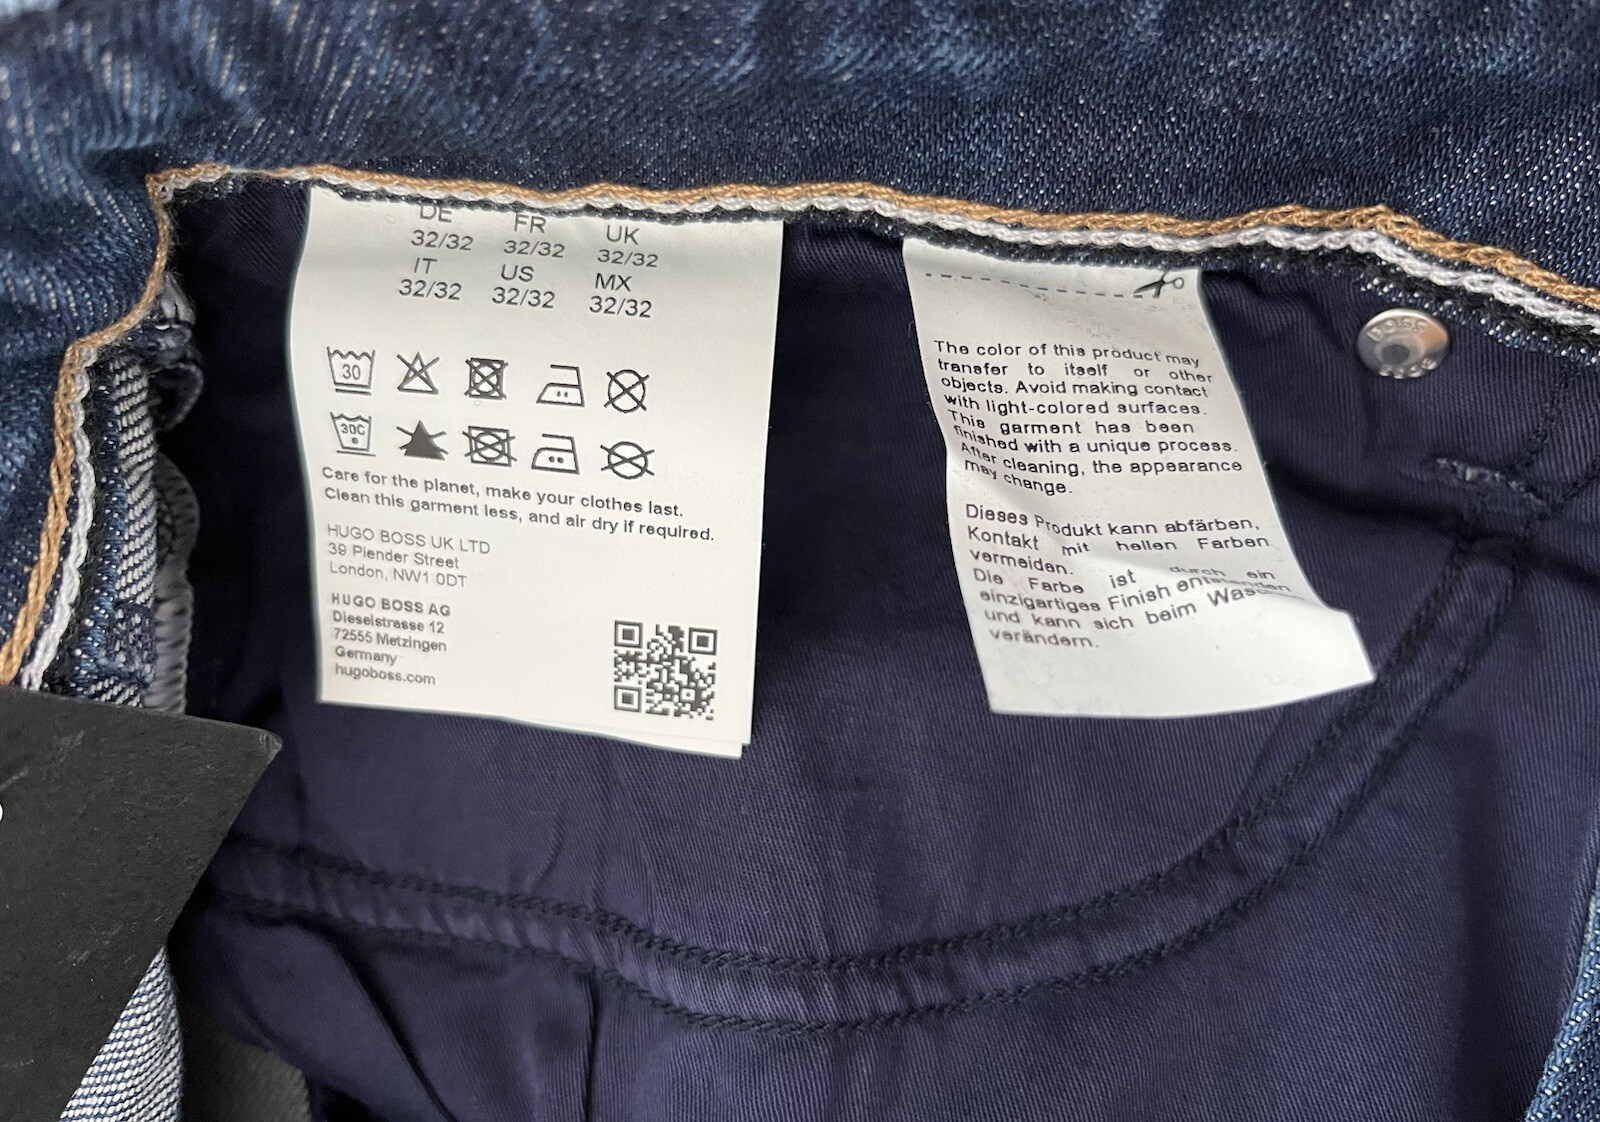 DE FR UK
32/32 32/32 32/32
IT US MX
32/32 32/32 32/32
30
30C
Care for the planet, make your clothes last.
Clean this garment less, and air dry if required.
HUGO BOSS UK LTD
39 Plender Street
London, NW1 0DT
HUGO BOSS AG
Dieselstrasse 12
72555 Metzingen
Germany
hugoboss.com
The color of this product may
transfer to itself or other
objects. Avoid making contact
with light-colored surfaces.
This garment has been
finished with a unique process.
After cleaning, the appearance
may change.
Dieses Produkt kann abfärben,
Kontakt mit hellen Farben
vermeiden.
Die Farbe ist durch ein
einzigartiges Finish entstanden
und kann sich beim
verändern.
BOSS